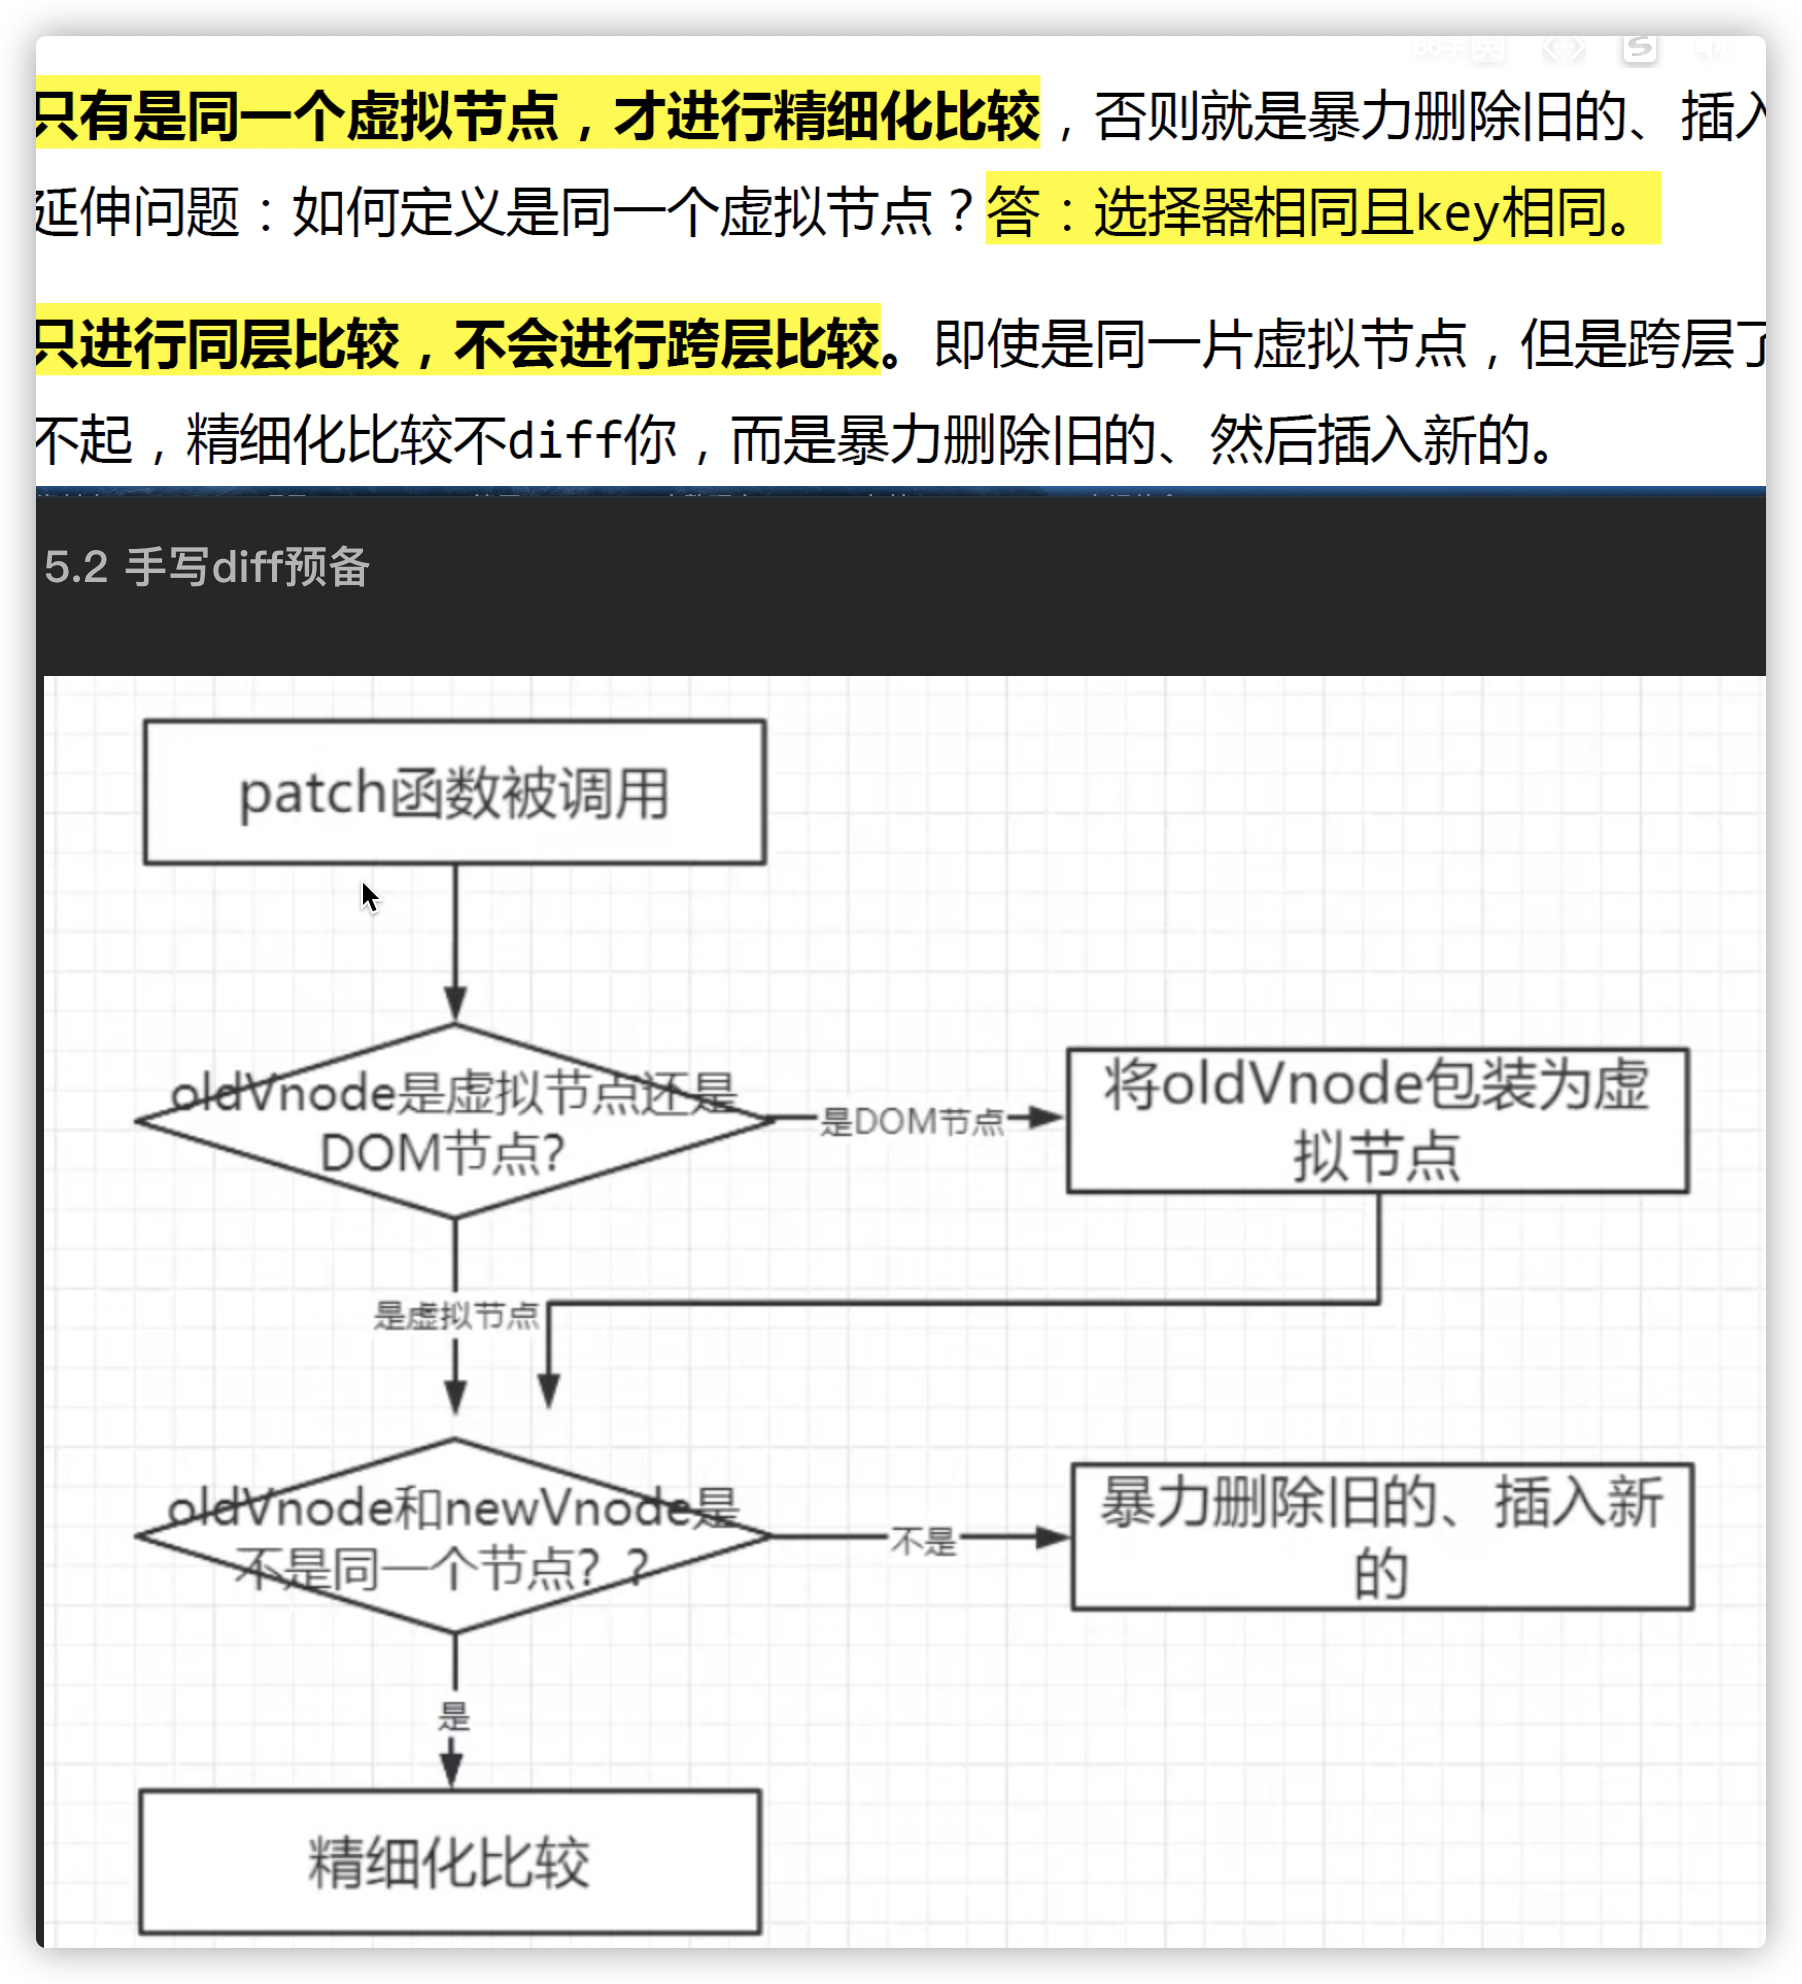 只有是同一个虚拟节点，才进行精细化比较，否则就是暴力删除旧的、插入
延伸问题：如何定义是同一个虚拟节点？答：选择器相同且key相同。
只进行同层比较，不会进行跨层比较。即使是同一片虚拟节点，但是跨层了
不起，精细化比较不diff你，而是暴力删除旧的、然后插入新的。
5.2 手写diff预备
patch函数被调用
oldVnode是虚拟节点还是
DOM节点?
是DOM节点
将oldVnode包装为虚
拟节点
是虚拟节点
oldVnode和newVnode是
不是同一个节点? ?
不是
暴力删除旧的、插入新
的
是
精细化比较